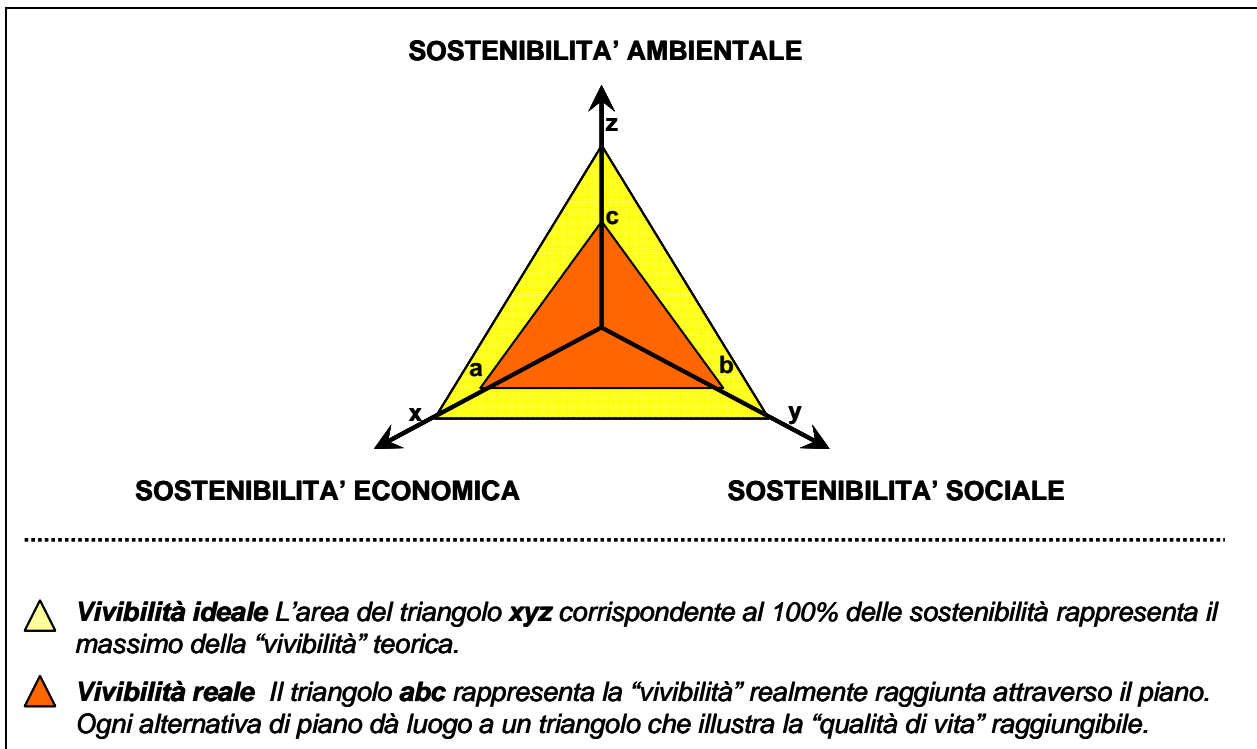 SOSTENIBILITA’ AMBIENTALE
z
c
a
b
x
y
SOSTENIBILITA’ ECONOMICA
SOSTENIBILITA’ SOCIALE
Vivibilità ideale L’area del triangolo xyz corrispondente al 100% delle sostenibilità rappresenta il
massimo della “vivibilità” teorica.
Vivibilità reale Il triangolo abc rappresenta la “vivibilità” realmente raggiunta attraverso il piano.
Ogni alternativa di piano dà luogo a un triangolo che illustra la “qualità di vita” raggiungibile.